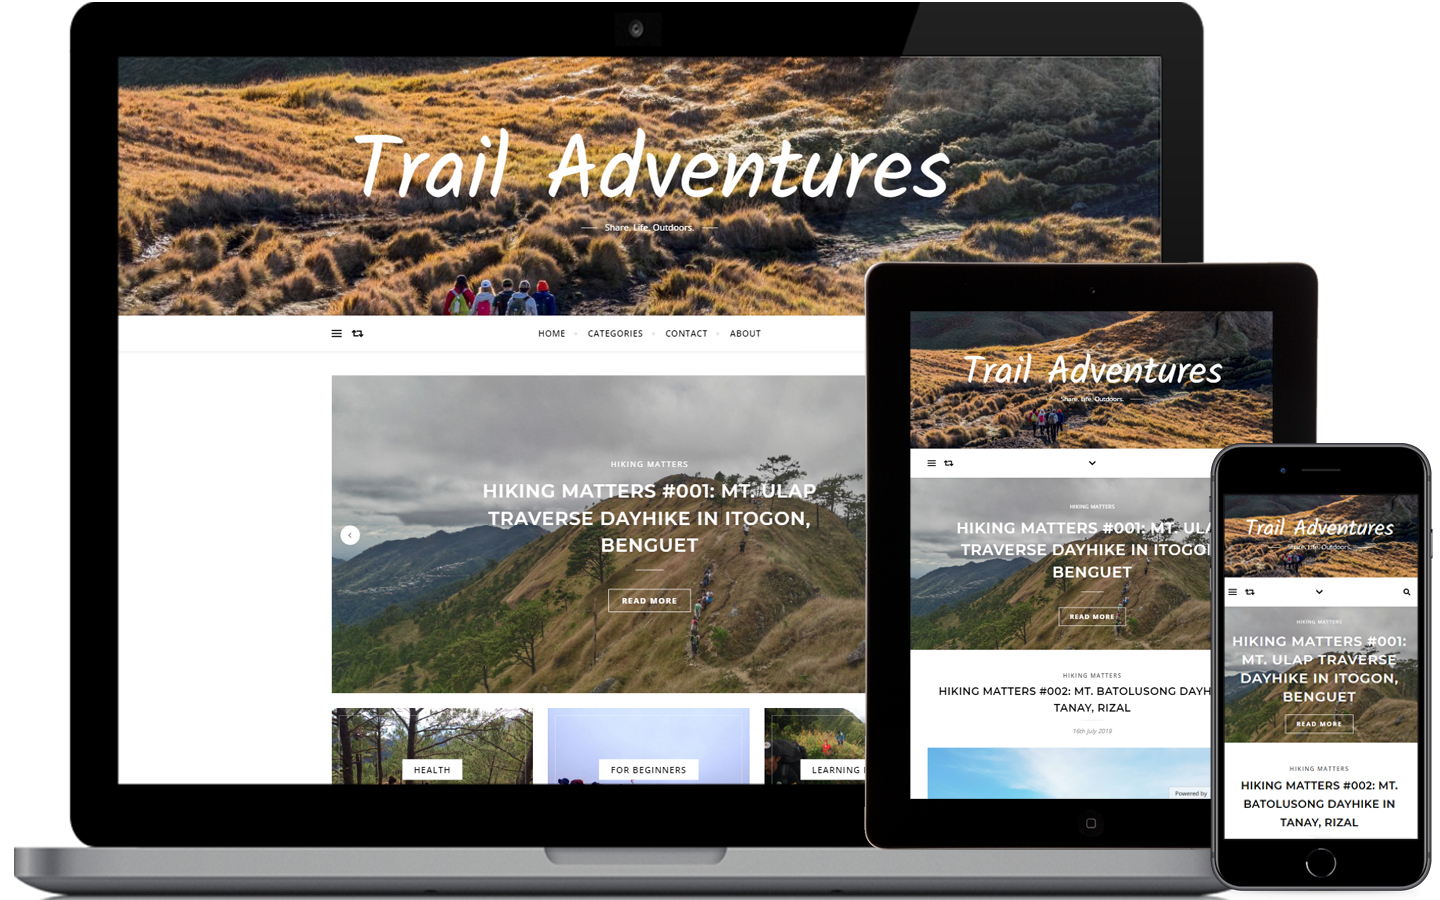 Trail Adventures
Share. Life. Outdoors.
HOME
CATEGORIES
CONTACT
ABOUT
HIKING MATTERS
HIKING MATTERS #001: MT. ULAP
TRAVERSE DAYHIKE IN ITOGON,
BENGUET
READ MORE
HEALTH
FOR BEGINNERS
LEARNING
Trail Adventures
Share. Life. Outdoors.
HIKING MATTERS
HIKING MATTERS #001: MT. ULA
TRAVERSE DAYHIKE IN ITOGO
BENGUET
READ MORE
HIKING MATTERS
HIKING MATTERS #002: MT. BATOLUSONG DAYH
TANAY, RIZAL
16th July 2019
Powered by
Trail Adventures
Share. Life. Outdoors.
HIKING MATTERS
HIKING MATTERS #001:
MT. ULAP TRAVERSE
DAYHIKE IN ITOGON,
BENGUET
READ MORE
HIKING MATTERS
HIKING MATTERS #002: MT.
BATOLUSONG DAYHIKE IN
TANAY, RIZAL